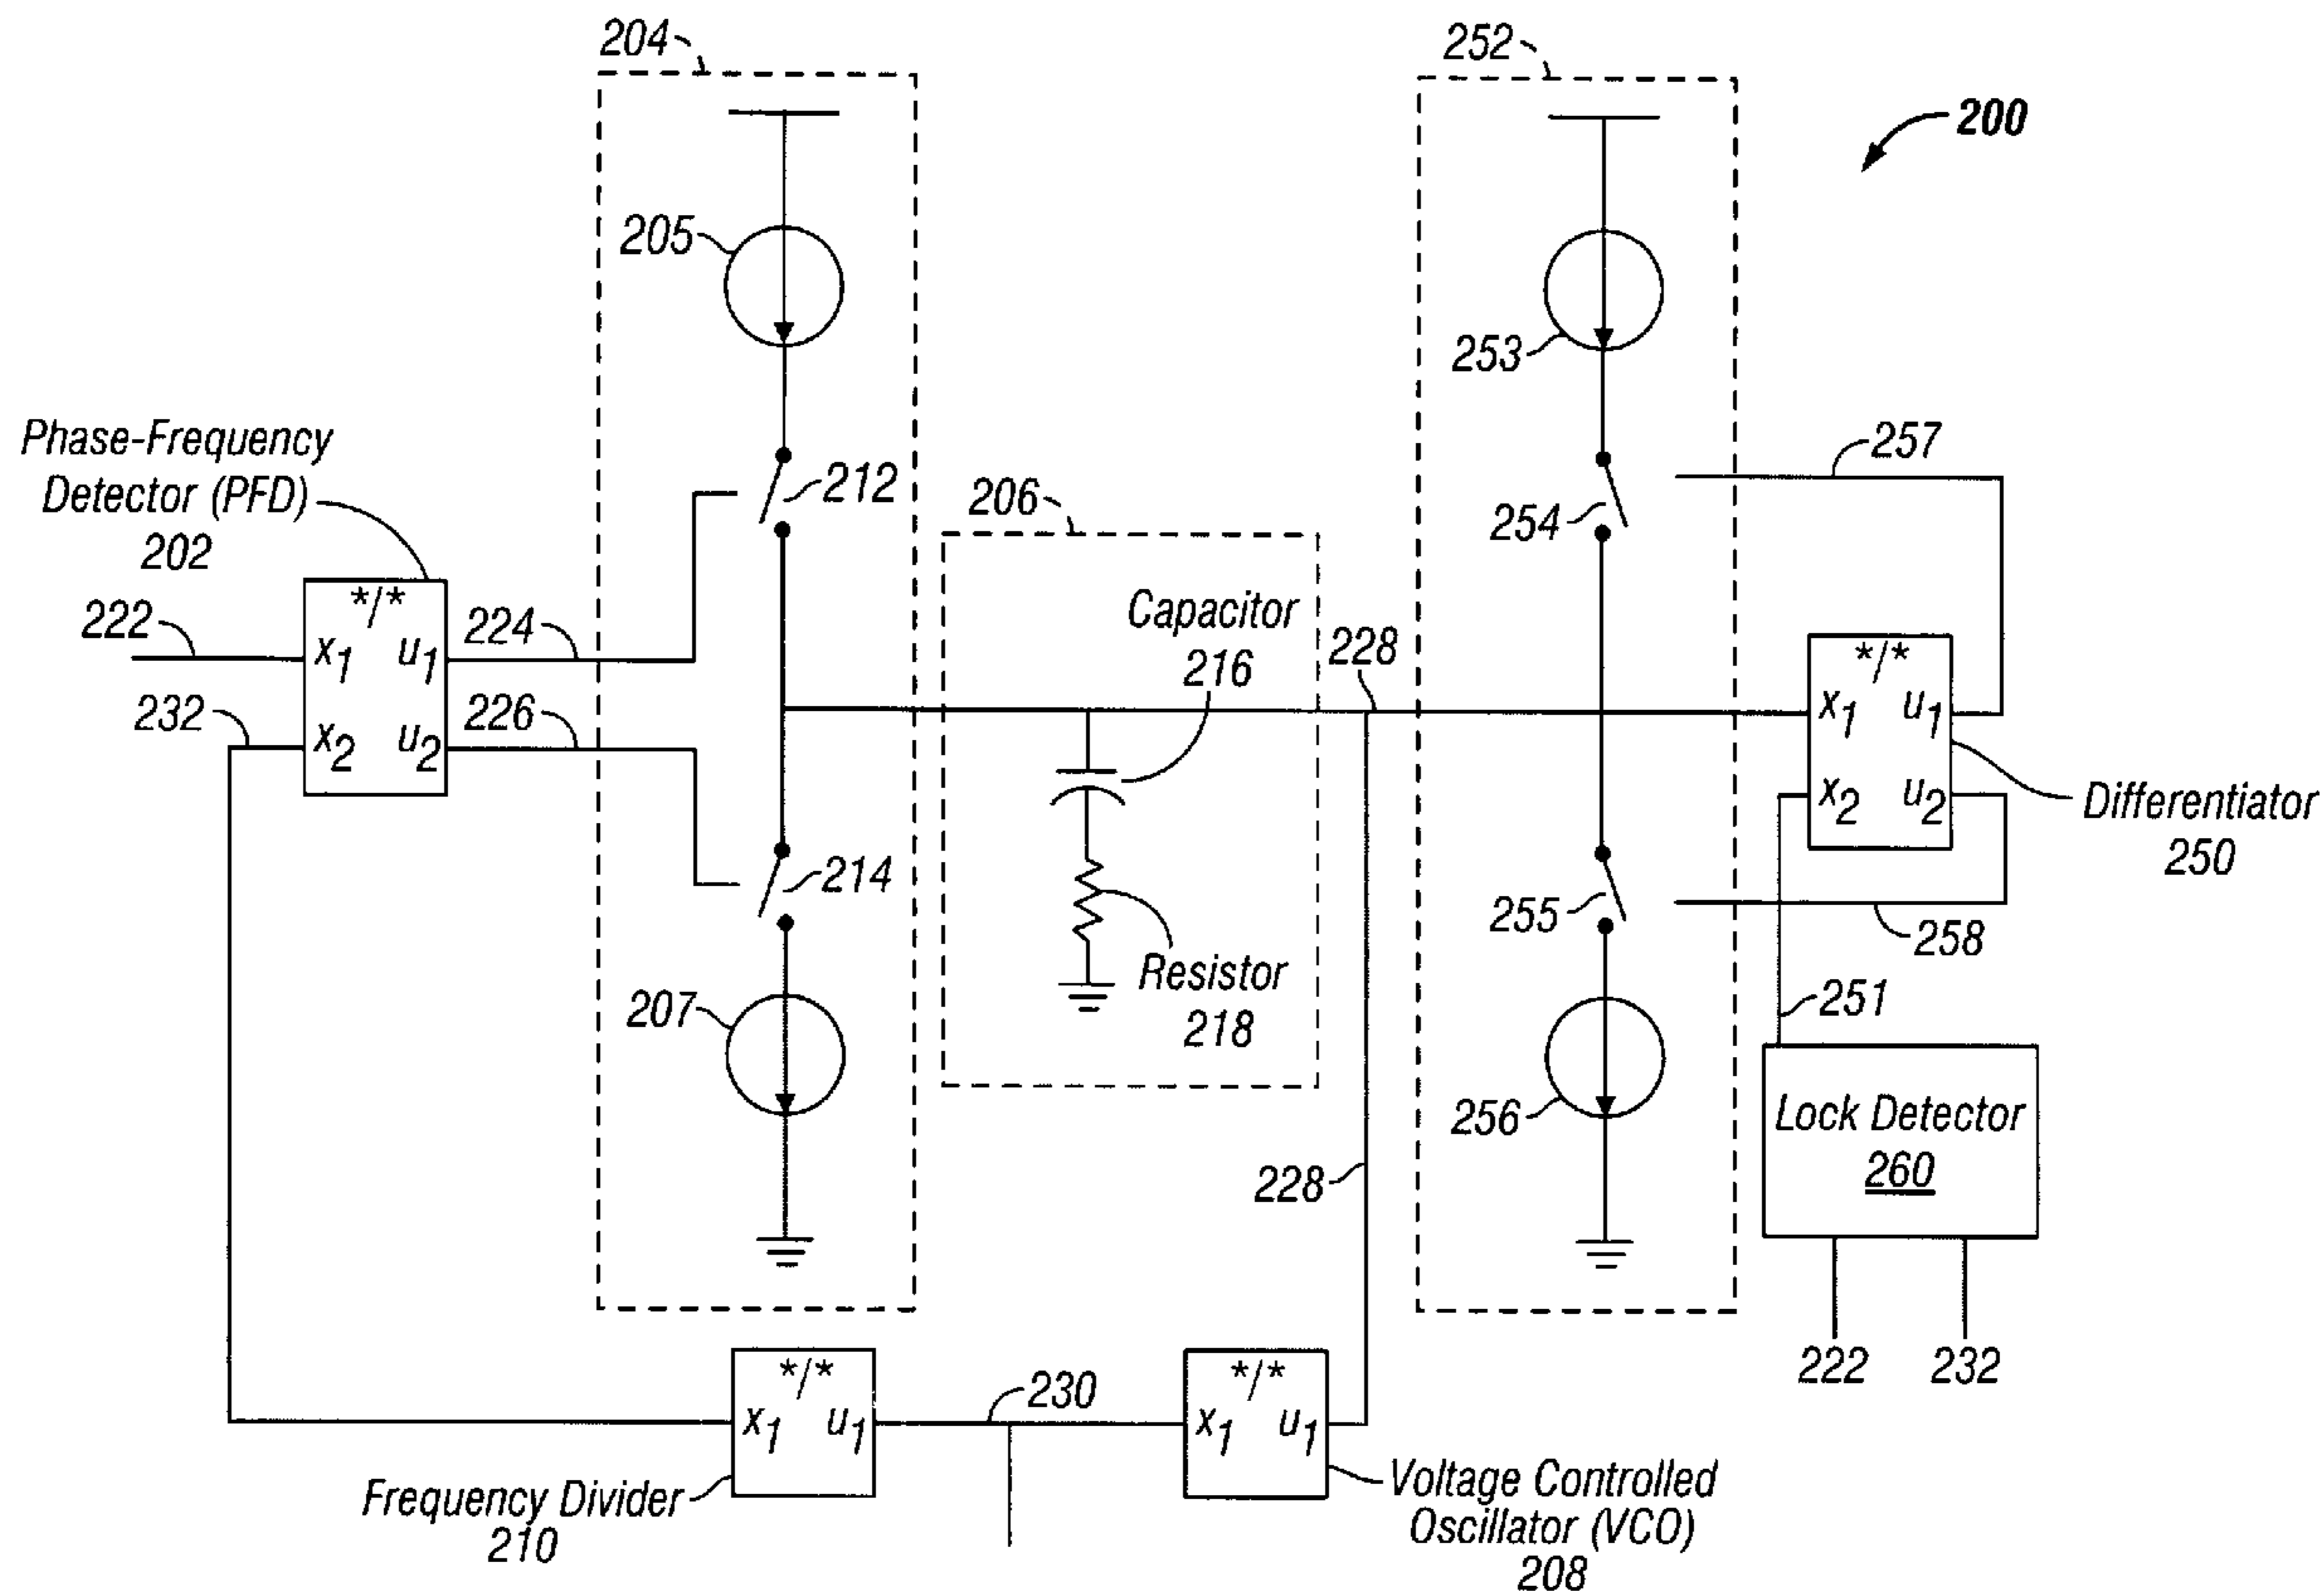 204
252
200
205
253
Phase-Frequency
Detector (PFD)
202
212
257
206
254
222
*/*
x1 u1
x2 u2
224
226
232
Capacitor
216
228
*/*
x1 u1
x2 u2
Differentiator
250
214
255
258
207
Resistor
218
251
256
Lock Detector
260
228
222
232
*/*
x1 u1
230
*/*
x1 u1
Frequency Divider
210
Voltage Controlled
Oscillator (VCO)
208